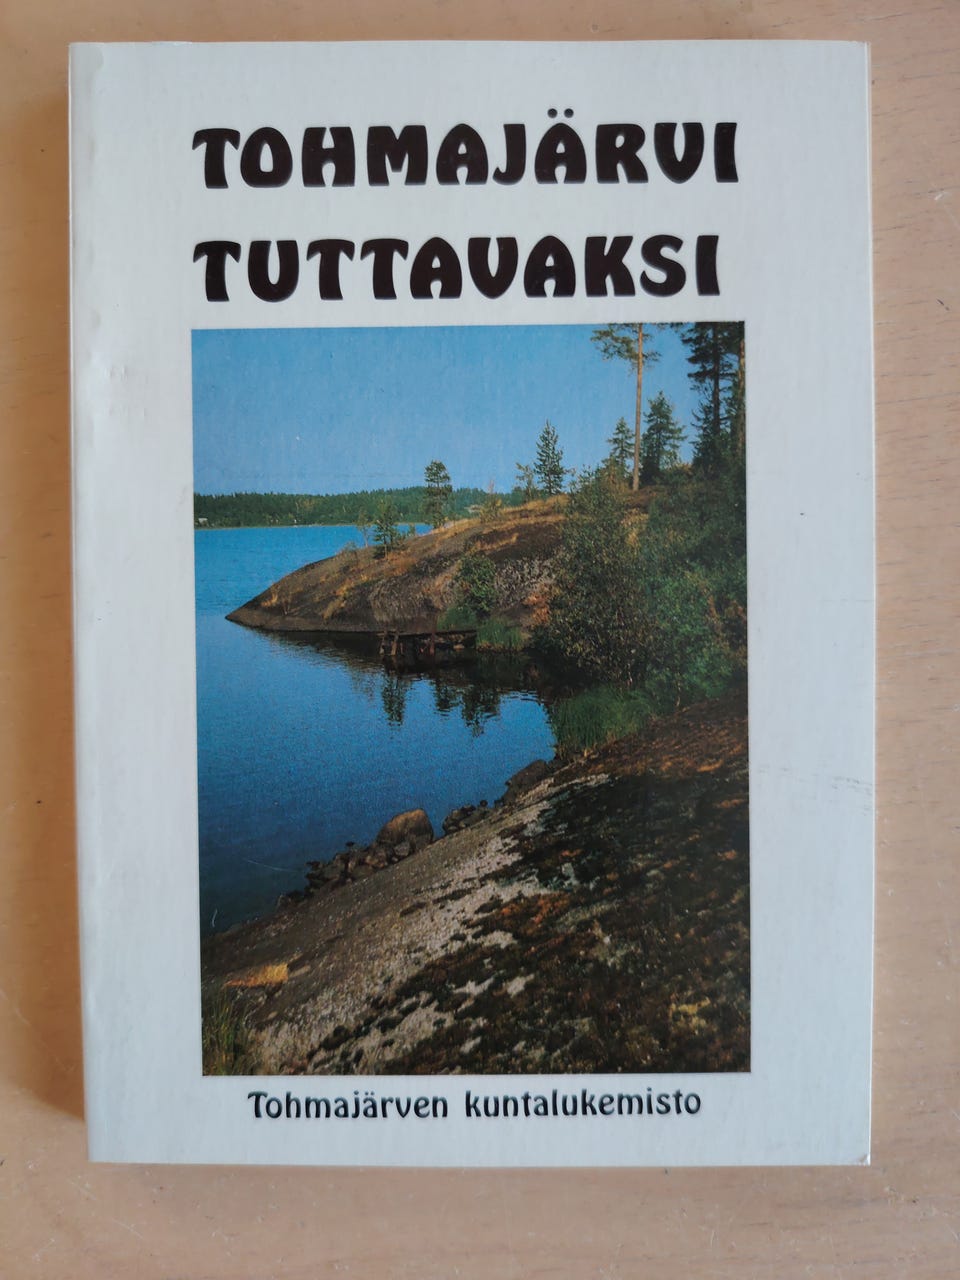 TOHMAJÄRVI
TUTTAVAKSI
Tohmajärven kuntalukemisto